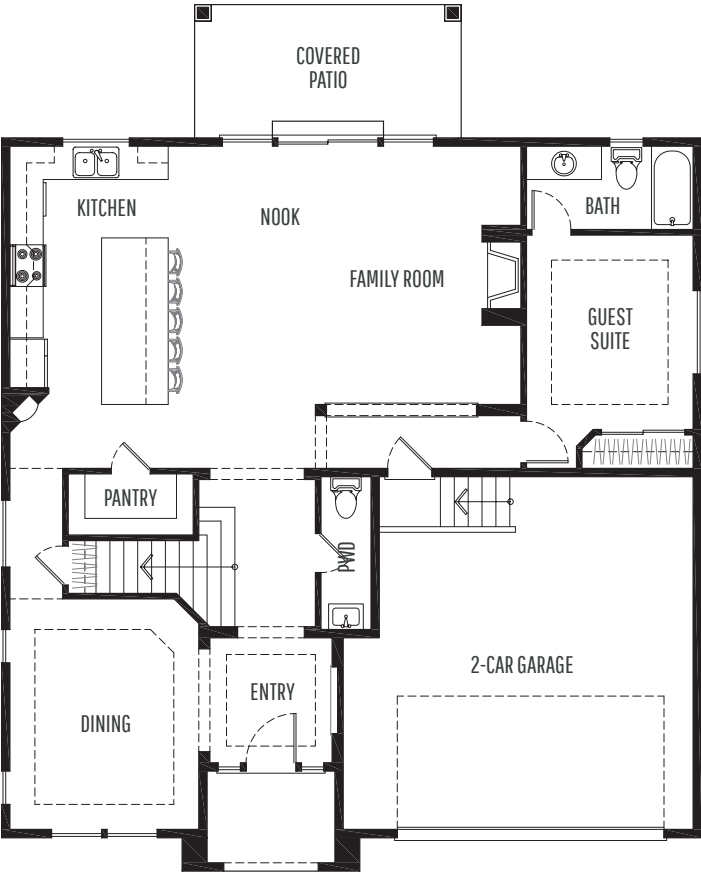 COVERED
PATIO
KITCHEN
NOOK
BATH
FAMILY ROOM
GUEST
SUITE
PANTRY
PWD
2-CAR GARAGE
ENTRY
DINING